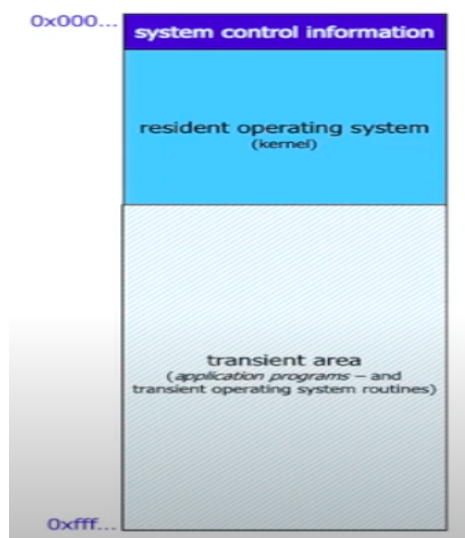 0x000...
system control information
resident operating system
(kernel)
transient area
(application programs – and
transient operating system routines)
0xfff...